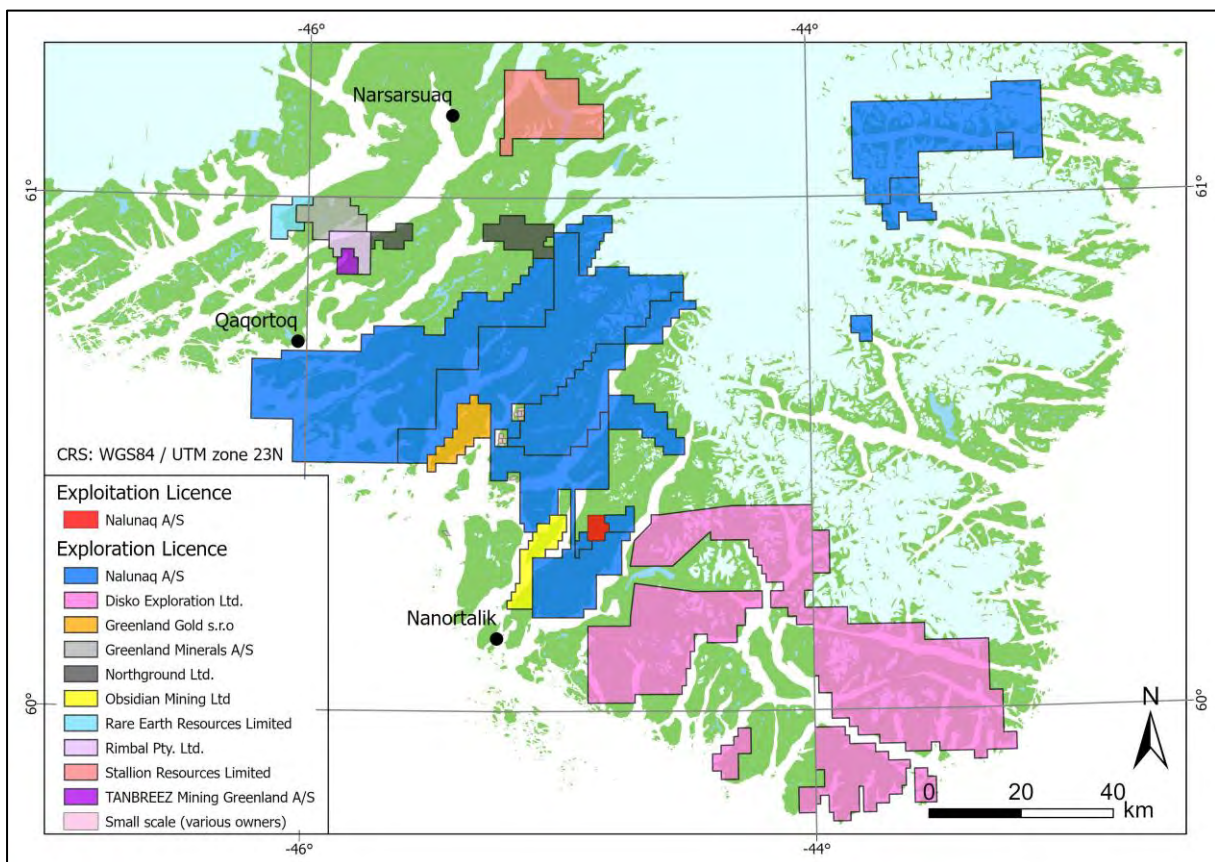 -46°
-44°
Narsarsuaq
61°
61°
Qaqortoq
CRS: WGS84 / UTM zone 23N
Exploitation Licence
Nalunaq A/S
Exploration Licence
Nalunaq A/S
Disko Exploration Ltd.
Greenland Gold s.r.o
Greenland Minerals A/S
Northground Ltd.
Obsidian Mining Ltd
Rare Earth Resources Limited
Rimbal Pty. Ltd.
Stallion Resources Limited
TANBREEZ Mining Greenland A/S
Small scale (various owners)
Nanortalik
60°
60°
N
0 20 40
km
-46°
-44°